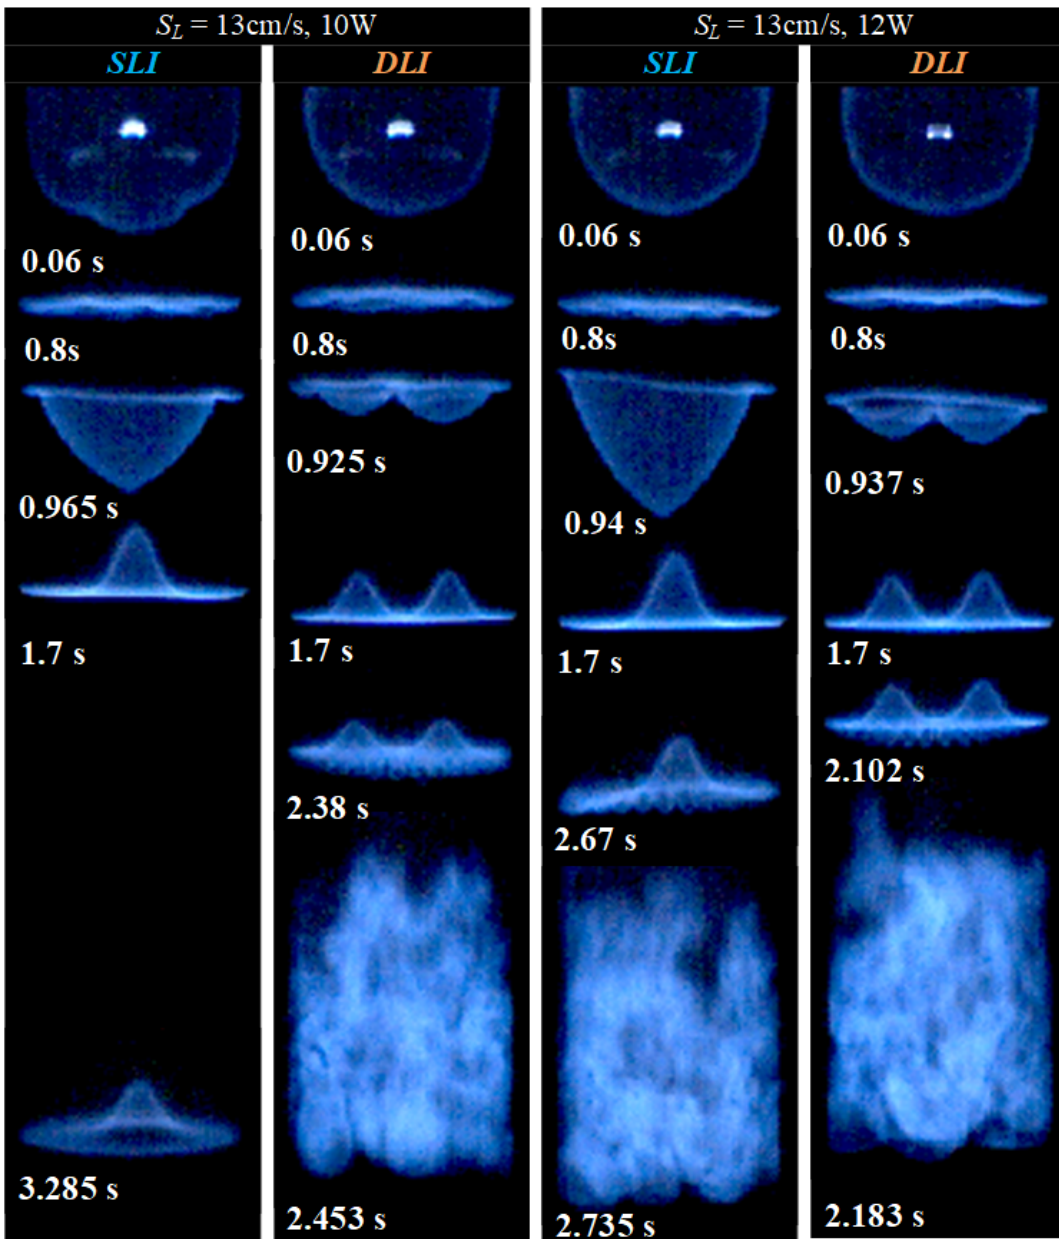 S_L = 13cm/s, 10W
SLI
DLI
0.06 s
0.06 s
0.8s
0.8s
0.965 s
0.925 s
1.7 s
1.7 s
2.38 s
3.285 s
2.453 s
S_L = 13cm/s, 12W
SLI
DLI
0.06 s
0.06 s
0.8s
0.8s
0.94 s
0.937 s
1.7 s
1.7 s
2.67 s
2.102 s
2.735 s
2.183 s